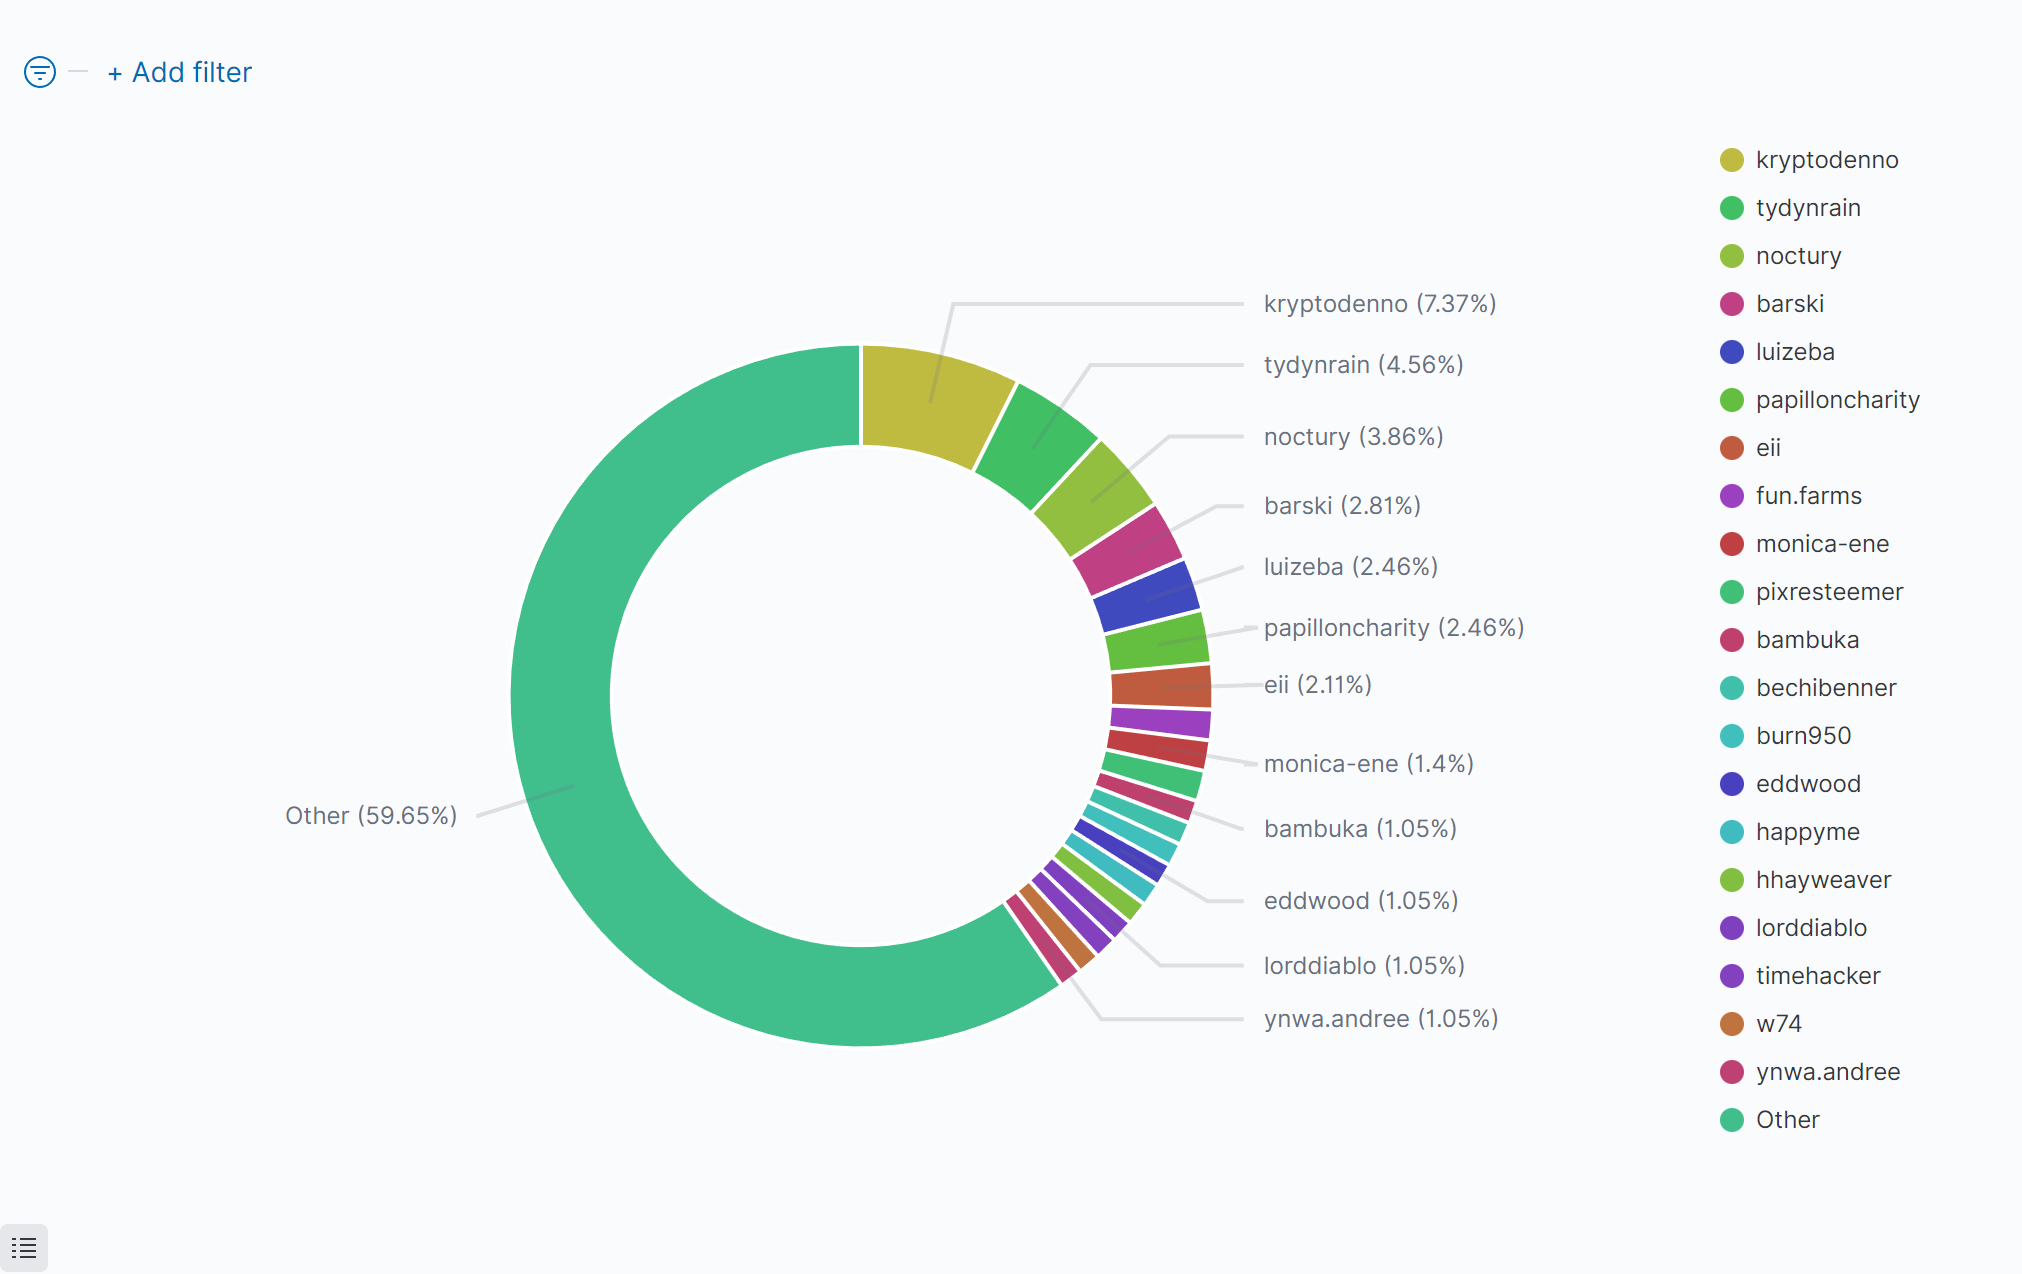 + Add filter
kryptodenno (7.37%)
tydynrain (4.56%)
noctury (3.86%)
barski (2.81%)
luizeba (2.46%)
papilloncharity (2.46%)
eii (2.11%)
monica-ene (1.4%)
bambuka (1.05%)
eddwood (1.05%)
lorddiablo (1.05%)
ynwa.andree (1.05%)
Other (59.65%)
kryptodenno
tydynrain
noctury
barski
luizeba
papilloncharity
eii
fun.farms
monica-ene
pixresteemer
bambuka
bechibenner
burn950
eddwood
happyme
hhayweaver
lorddiablo
timehacker
w74
ynwa.andree
Other